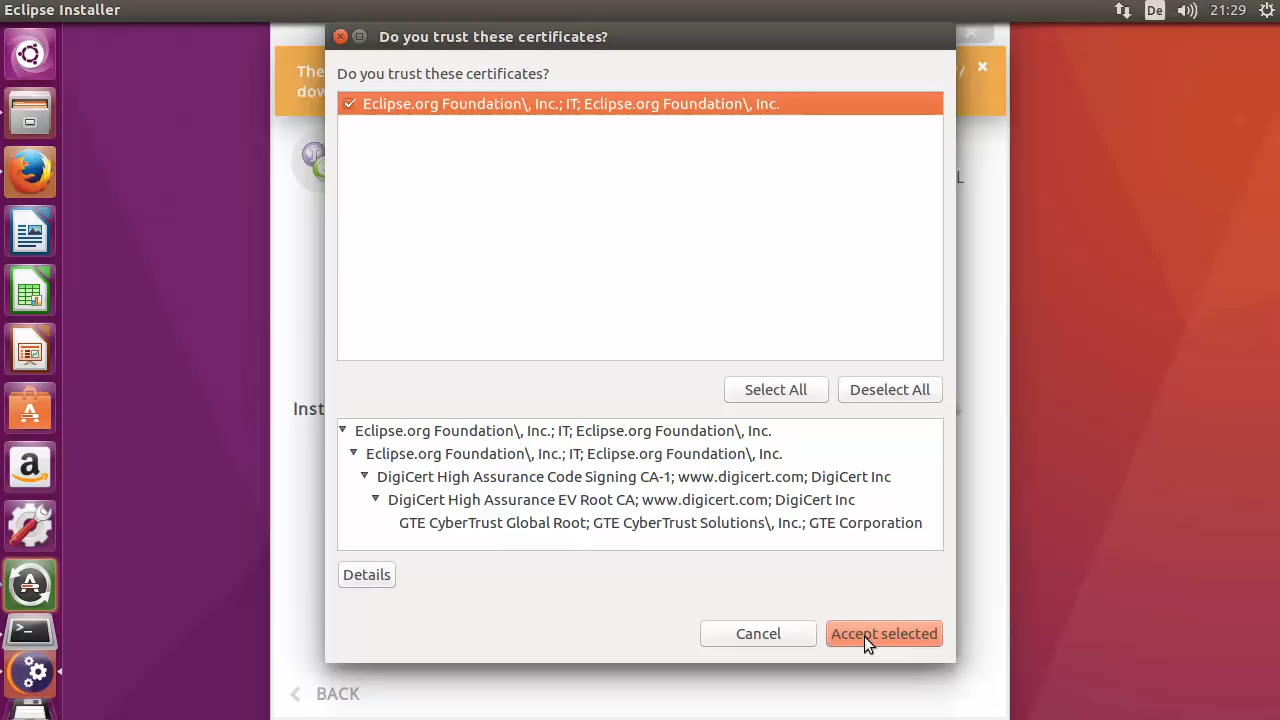 Eclipse Installer
De
21:29
Do you trust these certificates?
The
dow
Do you trust these certificates?
Eclipse.org Foundation\, Inc.; IT; Eclipse.org Foundation\, Inc.
L
Select All
Deselect All
Inst
Eclipse.org Foundation\, Inc.; IT; Eclipse.org Foundation\, Inc.
Eclipse.org Foundation\, Inc.; IT; Eclipse.org Foundation\, Inc.
DigiCert High Assurance Code Signing CA-1; www.digicert.com; DigiCert Inc
DigiCert High Assurance EV Root CA; www.digicert.com; DigiCert Inc
GTE CyberTrust Global Root; GTE CyberTrust Solutions\, Inc.; GTE Corporation
Details
Cancel
Accept selected
BACK